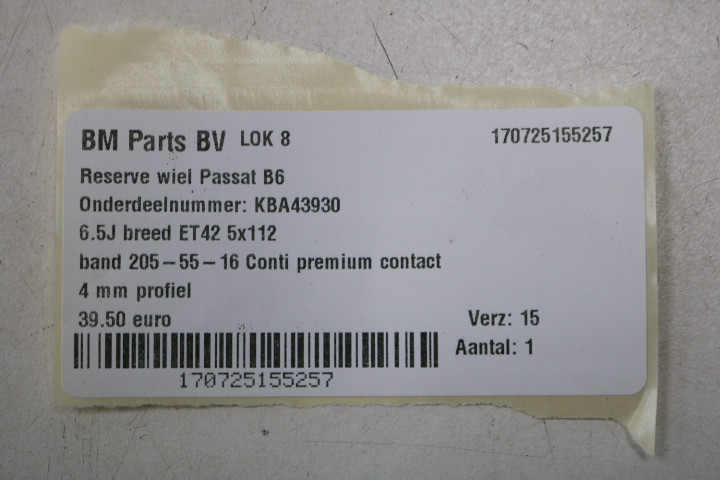 BM Parts BV LOK 8 170725155257
Reserve wiel Passat B6
Onderdeelnummer: KBA43930
6.5J breed ET42 5x112
band 205-55-16 Conti premium contact
4 mm profiel
39.50 euro Verz: 15
Aantal: 1
170725155257